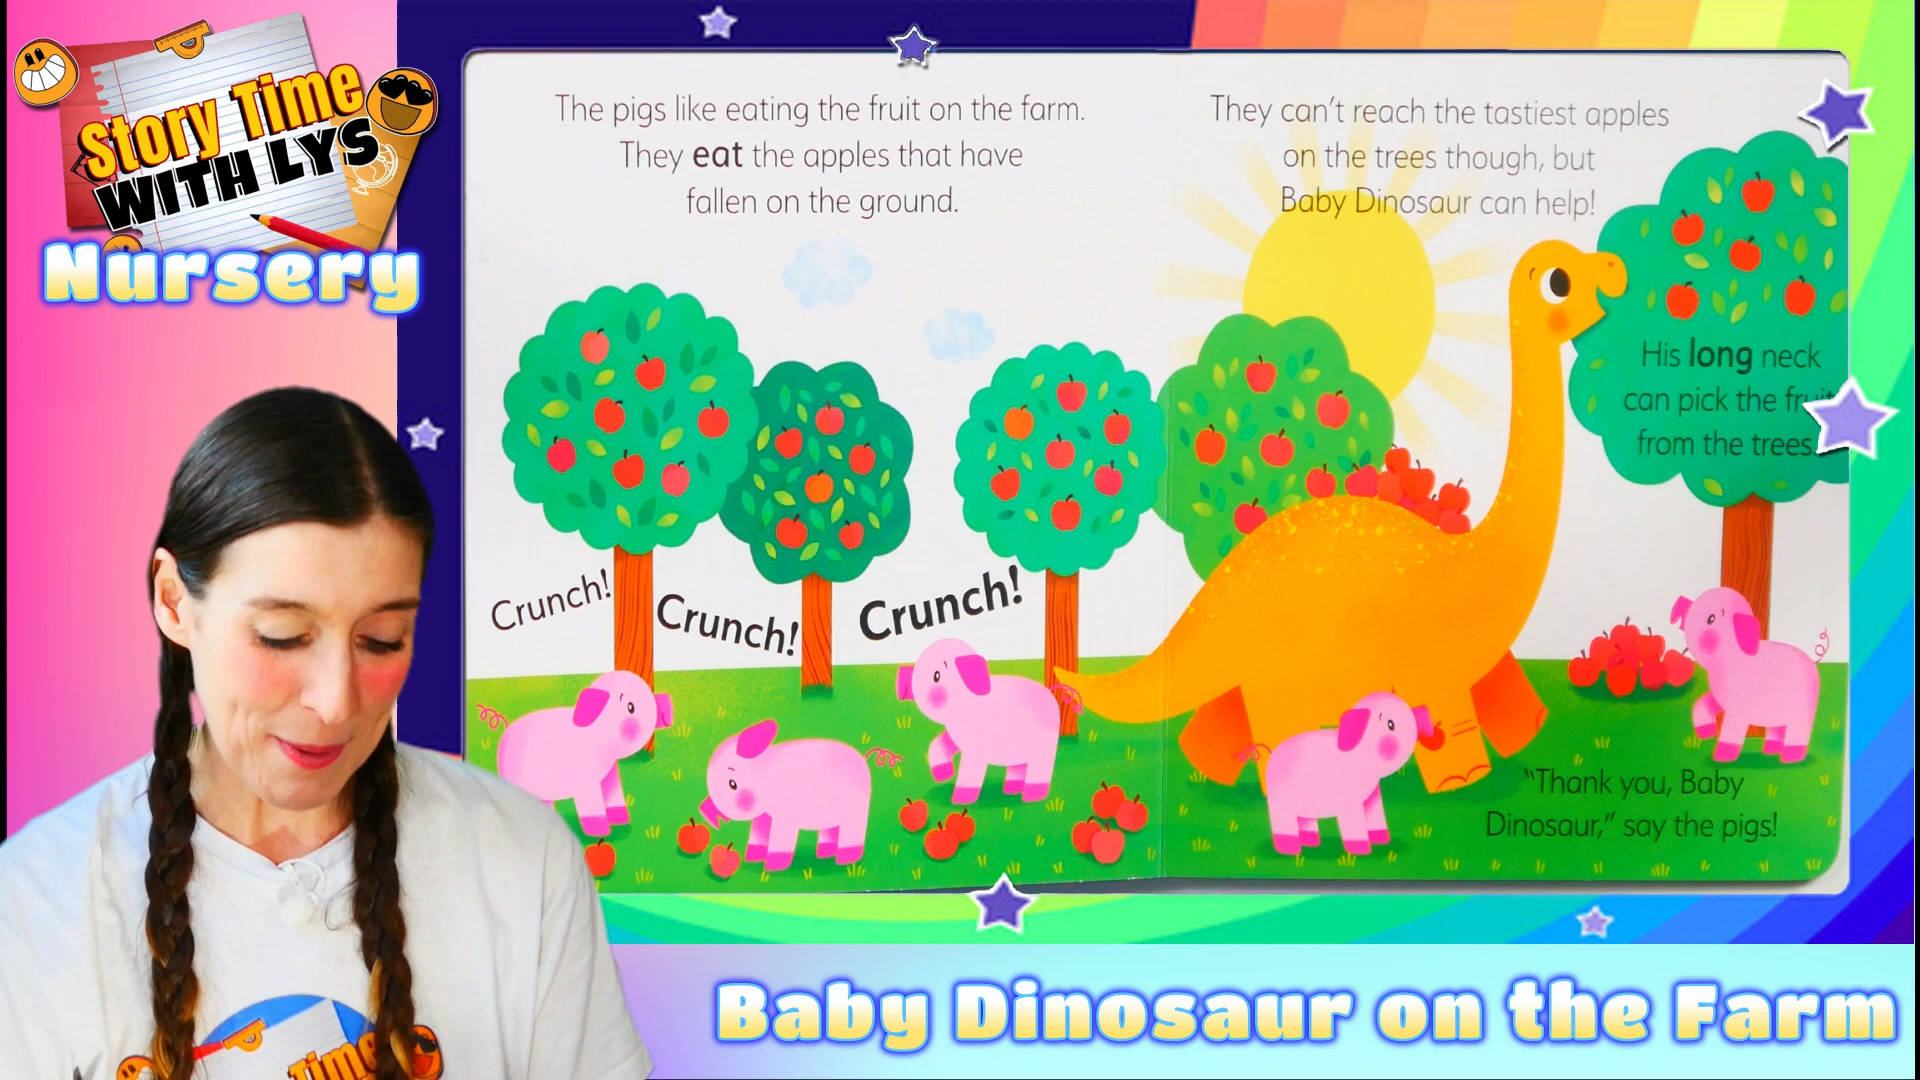 Story Time
WITH LYS
Nursery
The pigs like eating the fruit on the farm.
They eat the apples that have
fallen on the ground.
Crunch!
Crunch!
Crunch!
They can't reach the tastiest apples
on the trees though, but
Baby Dinosaur can help!
His long neck
can pick the fruit
from the trees.
"Thank you, Baby
Dinosaur," say the pigs!
Time
Baby Dinosaur on the Farm